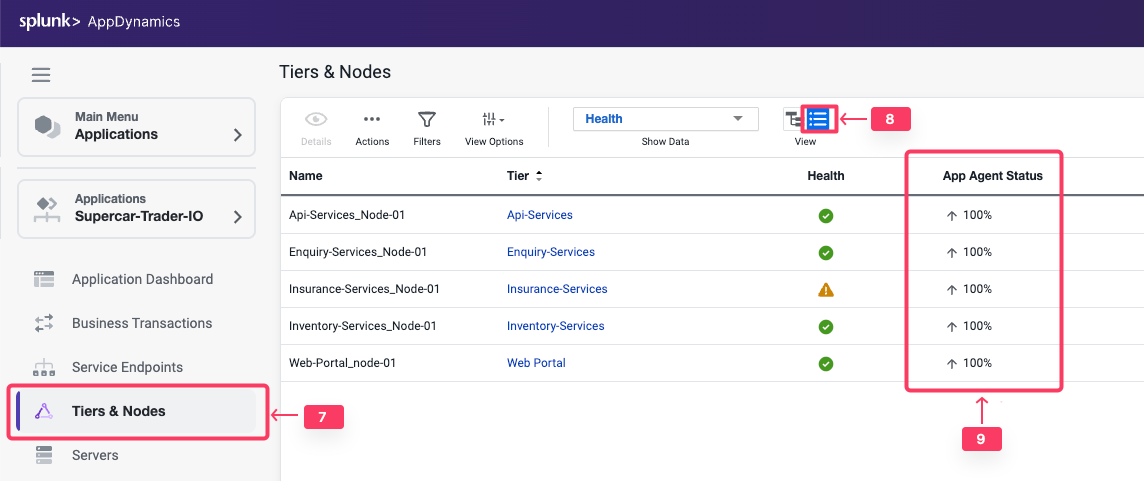 splunk> AppDynamics
Tiers & Nodes
Main Menu
Applications
Details
Actions
Filters
View Options
Health
Show Data
View
8
Name
Tier
Health
App Agent Status
Applications
Supercar-Trader-IO
Api-Services_Node-01
Api-Services
100%
Enquiry-Services_Node-01
Enquiry-Services
100%
Insurance-Services_Node-01
Insurance-Services
100%
Inventory-Services_Node-01
Inventory-Services
100%
Web-Portal_node-01
Web Portal
100%
Application Dashboard
Business Transactions
Service Endpoints
Tiers & Nodes
7
Servers
9